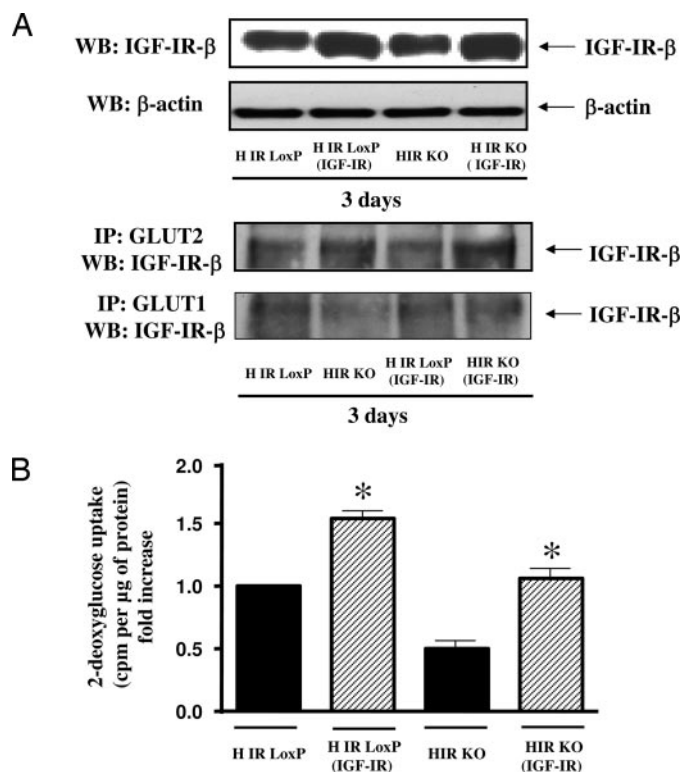 A
WB: IGF-IR-β
IGF-IR-β
WB: β-actin
β-actin
H IR LoxP
H IR LoxP
(IGF-IR)
HIR KO
H IR KO
( IGF-IR)
3 days
IP: GLUT2
WB: IGF-IR-β
IGF-IR-β
IP: GLUT1
WB: IGF-IR-β
IGF-IR-β
H IR LoxP
HIR KO
H IR LoxP
(IGF-IR)
HIR KO
(IGF-IR)
3 days
B
2-deoxyglucose uptake
(cpm per µg of protein)
fold increase
2.0
1.5
1.0
0.5
0.0
*
*
H IR LoxP
H IR LoxP
(IGF-IR)
HIR KO
HIR KO
(IGF-IR)